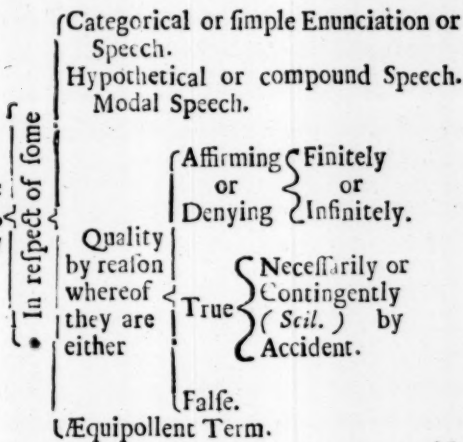 In reſpect of ſome
Categorical or ſimple Enunciation or
Speech.
Hypothetical or compound Speech.
Modal Speech.
Quality
by reaſon
whereof
they are
either
Affirming
or
Denying
Finitely
or
Infinitely.
True
Neceſſarily or
Contingently
(Scil.) by
Accident.
Falſe.
Æquipollent Term.